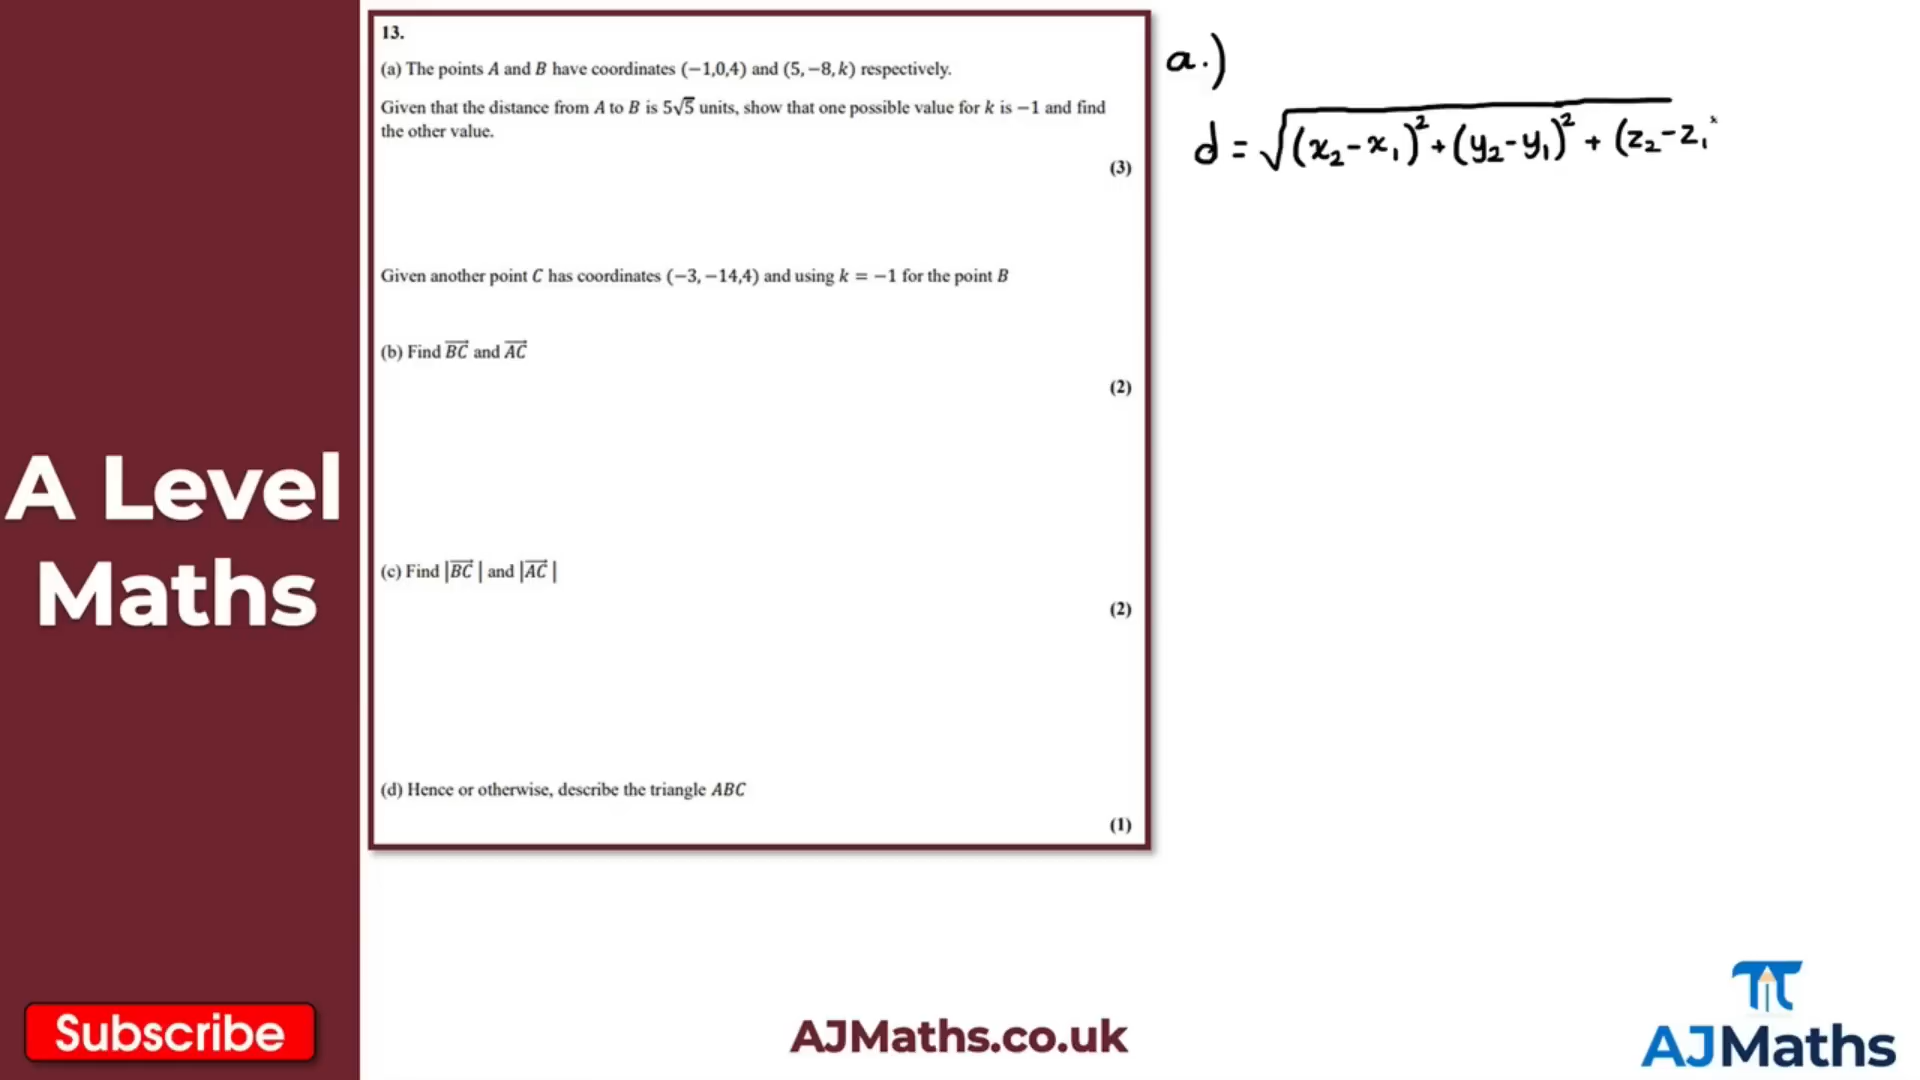 A Level
Maths
Subscribe
13.
(a) The points A and B have coordinates (−1,0,4) and (5, −8, k) respectively.
Given that the distance from A to B is 5√5 units, show that one possible value for k is −1 and find
the other value.
(3)
Given another point C has coordinates (−3, −14,4) and using k = −1 for the point B
(b) Find \overrightarrow{BC} and \overrightarrow{AC}
(2)
(c) Find |\overrightarrow{BC}| and |\overrightarrow{AC}|
(2)
(d) Hence or otherwise, describe the triangle ABC
(1)
a.)
d = √(x₂ − x₁)² + (y₂ − y₁)² + (z₂ − z₁
AJMaths.co.uk
AJMaths